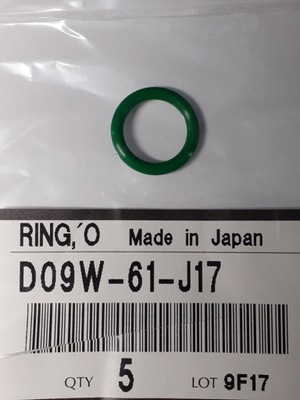 RING,´O Made in Japan
D09W-61-J17
QTY 5 LOT 9F17